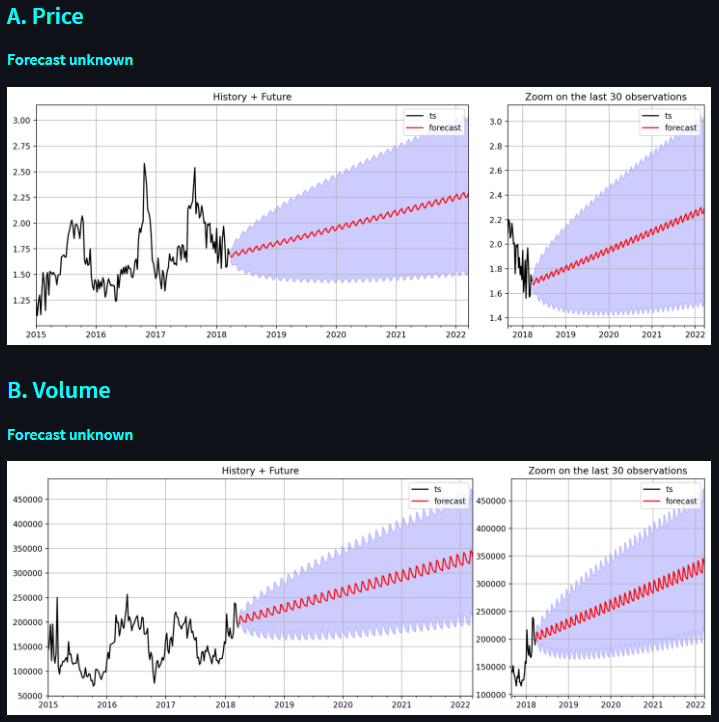 A. Price
Forecast unknown
History + Future
ts
forecast
3.00
2.75
2.50
2.25
2.00
1.75
1.50
1.25
2015 2016 2017 2018 2019 2020 2021 2022
Zoom on the last 30 observations
ts
forecast
3.0
2.8
2.6
2.4
2.2
2.0
1.8
1.6
1.4
2018 2019 2020 2021 2022
B. Volume
Forecast unknown
History + Future
ts
forecast
450000
400000
350000
300000
250000
200000
150000
100000
50000
2015 2016 2017 2018 2019 2020 2021 2022
Zoom on the last 30 observations
ts
forecast
450000
400000
350000
300000
250000
200000
150000
100000
2018 2019 2020 2021 2022